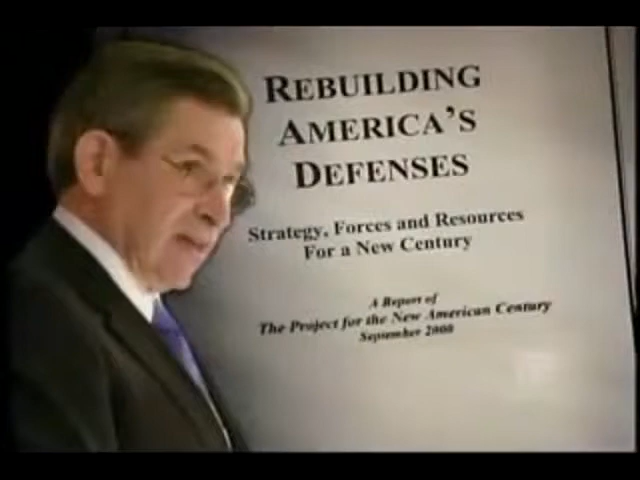 REBUILDING
AMERICA'S
DEFENSES
Strategy, Forces and Resources
For a New Century
A Report of
The Project for the New American Century
September 2000